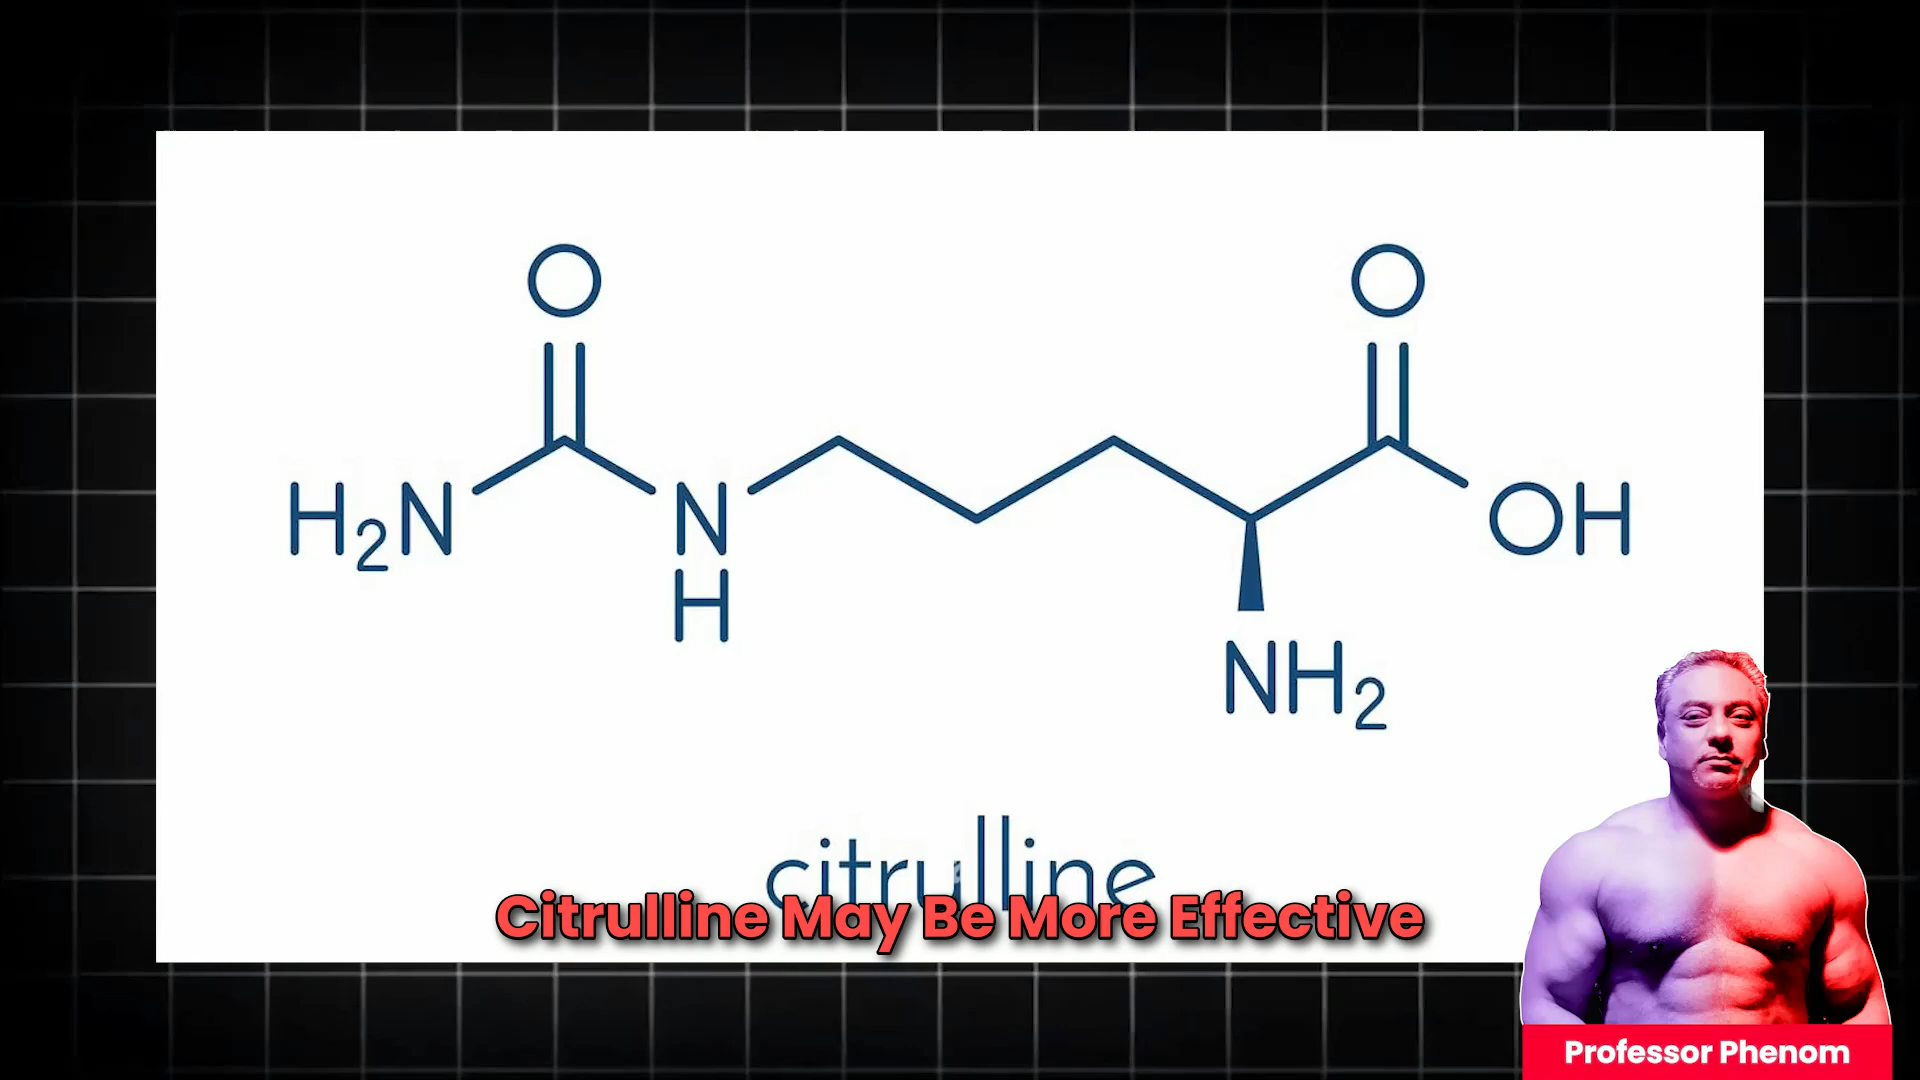 O
O
H2N
N
H
OH
NH2
citrulline
Citrulline May Be More Effective
Professor Phenom